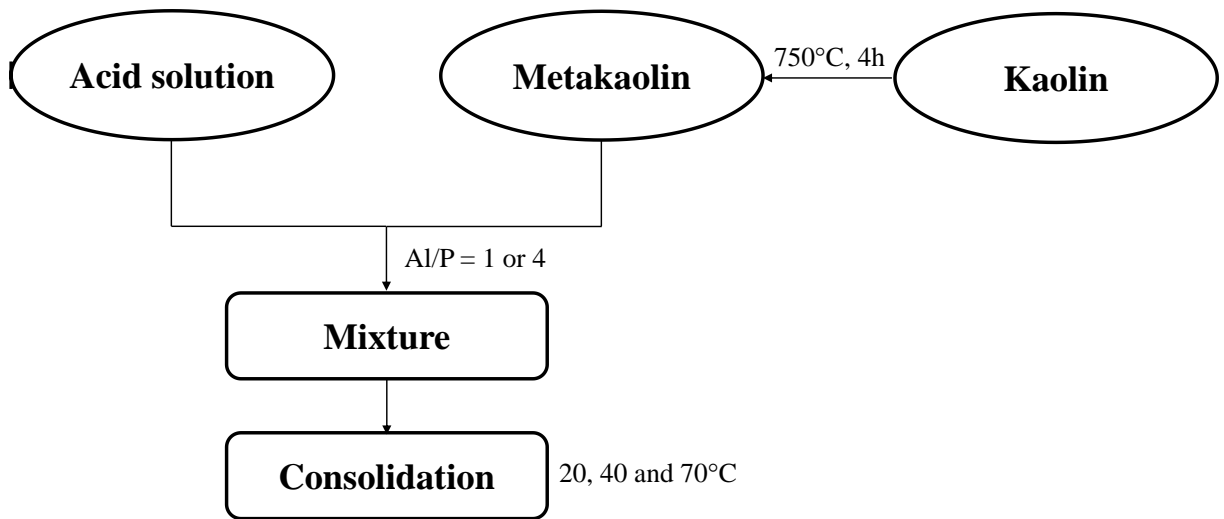 Acid solution
Metakaolin
750°C, 4h
Kaolin
Al/P = 1 or 4
Mixture
Consolidation
20, 40 and 70°C